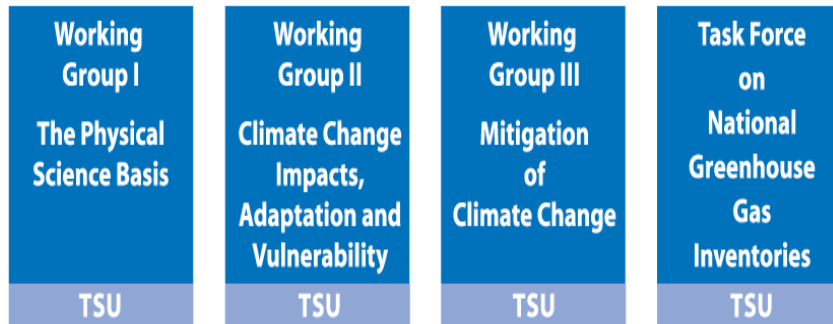 Working
Group I
The Physical
Science Basis
TSU
Working
Group II
Climate Change
Impacts,
Adaptation and
Vulnerability
TSU
Working
Group III
Mitigation
of
Climate Change
TSU
Task Force
on
National
Greenhouse
Gas
Inventories
TSU